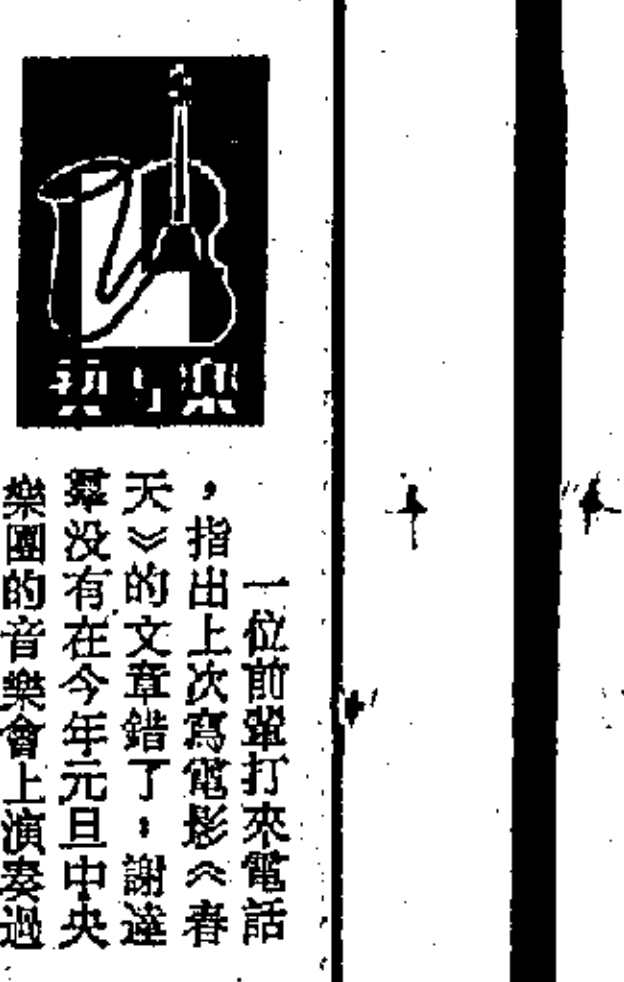 樂
一位前輩打來電話
，指出上次寫電影《春
天》的文章錯了：謝達
羣没有在今年元旦中央
樂團的音樂會上演奏過